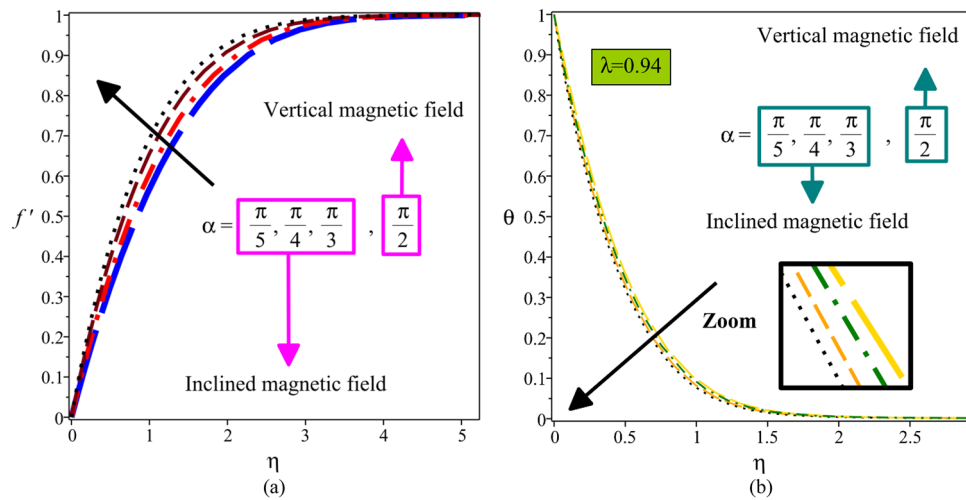 1
0.9
0.8
0.7
0.6
0.5
0.4
0.3
0.2
0.1
0
f '
0 1 2 3 4 5
η
(a)
Vertical magnetic field
α = π/5, π/4, π/3 , π/2
Inclined magnetic field
1
0.9
0.8
0.7
0.6
0.5
0.4
0.3
0.2
0.1
0
θ
0 0.5 1 1.5 2 2.5
η
(b)
λ=0.94
Vertical magnetic field
α = π/5, π/4, π/3 , π/2
Inclined magnetic field
Zoom